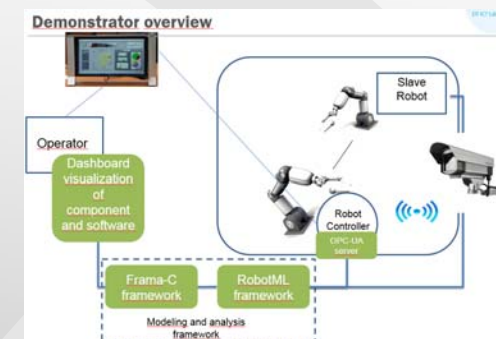 Demonstrator overview
Slave
Robot
Operator
Dashboard
visualization
of
component
and software
Robot
Controller
OPC-UA
server
Frama-C
framework
RobotML
framework
Modeling and analysis
framework